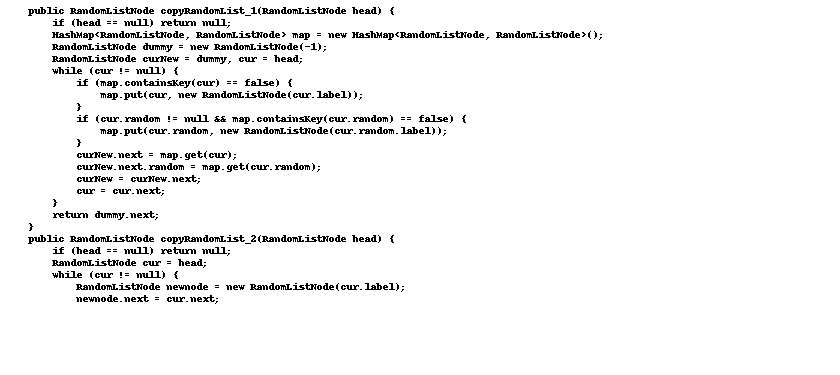 public RandomListNode copyRandomList_1(RandomListNode head) {
if (head == null) return null;
HashMap<RandomListNode, RandomListNode> map = new HashMap<RandomListNode, RandomListNode>();
RandomListNode dummy = new RandomListNode(-1);
RandomListNode curNew = dummy, cur = head;
while (cur != null) {
if (map.containsKey(cur) == false) {
map.put(cur, new RandomListNode(cur.label));
}
if (cur.random != null && map.containsKey(cur.random) == false) {
map.put(cur.random, new RandomListNode(cur.random.label));
}
curNew.next = map.get(cur);
curNew.next.random = map.get(cur.random);
curNew = curNew.next;
cur = cur.next;
}
return dummy.next;
}
public RandomListNode copyRandomList_2(RandomListNode head) {
if (head == null) return null;
RandomListNode cur = head;
while (cur != null) {
RandomListNode newnode = new RandomListNode(cur.label);
newnode.next = cur.next;